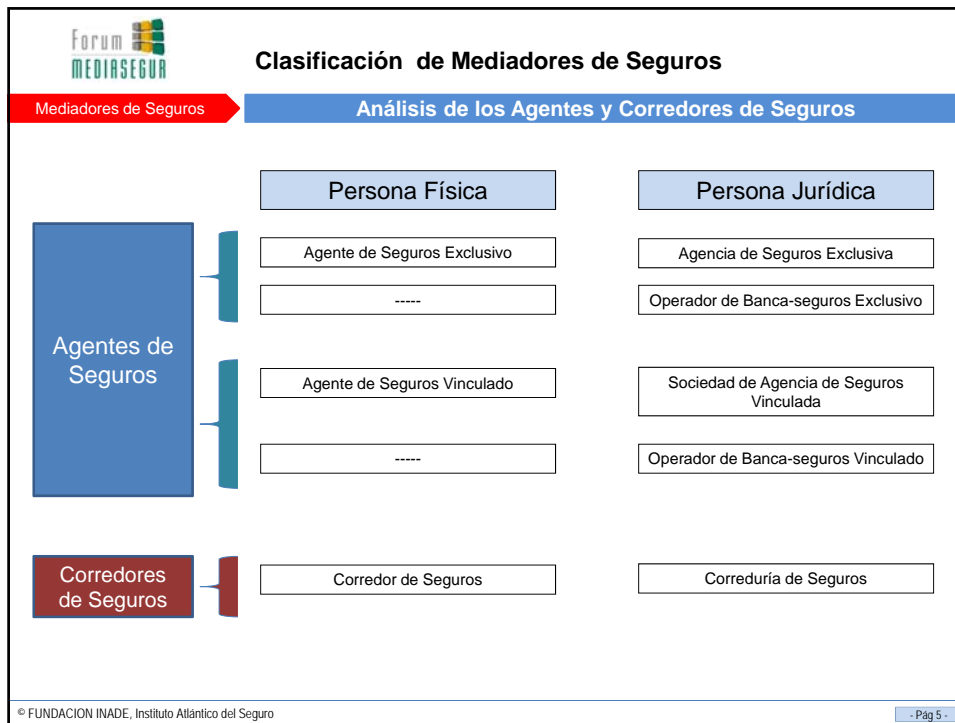 Forum
MEDIASEGUR
Clasificación de Mediadores de Seguros
Mediadores de Seguros
Análisis de los Agentes y Corredores de Seguros
Persona Física
Persona Jurídica
Agentes de
Seguros
Agente de Seguros Exclusivo
Agencia de Seguros Exclusiva
-----
Operador de Banca-seguros Exclusivo
Agente de Seguros Vinculado
Sociedad de Agencia de Seguros
Vinculada
-----
Operador de Banca-seguros Vinculado
Corredores
de Seguros
Corredor de Seguros
Correduría de Seguros
© FUNDACION INADE, Instituto Atlántico del Seguro
- Pág 5 -